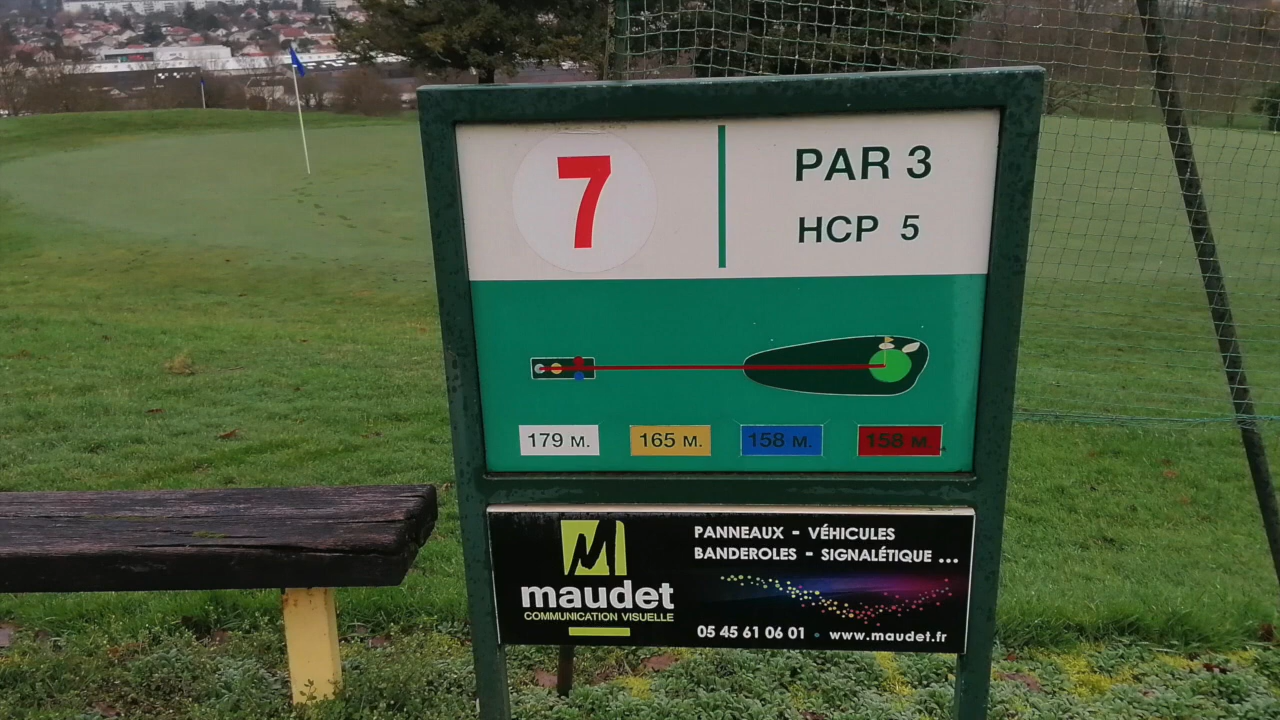 7
PAR 3
HCP 5
179 M.
165 M.
158 M.
158 M.
maudet
COMMUNICATION VISUELLE
PANNEAUX - VÉHICULES
BANDEROLES - SIGNALÉTIQUE ...
05 45 61 06 01 • www.maudet.fr